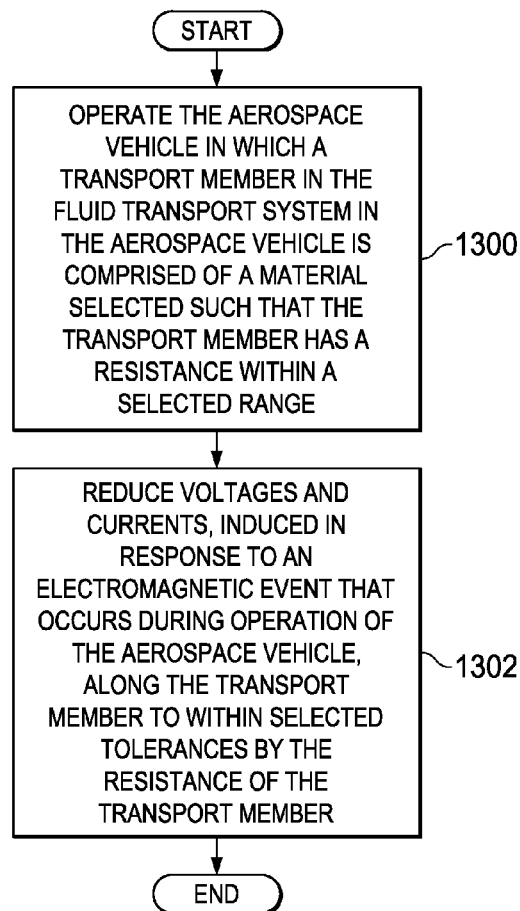 START
OPERATE THE AEROSPACE
VEHICLE IN WHICH A
TRANSPORT MEMBER IN THE
FLUID TRANSPORT SYSTEM IN
THE AEROSPACE VEHICLE IS
COMPRISED OF A MATERIAL
SELECTED SUCH THAT THE
TRANSPORT MEMBER HAS A
RESISTANCE WITHIN A
SELECTED RANGE
1300
REDUCE VOLTAGES AND
CURRENTS, INDUCED IN
RESPONSE TO AN
ELECTROMAGNETIC EVENT THAT
OCCURS DURING OPERATION OF
THE AEROSPACE VEHICLE,
ALONG THE TRANSPORT
MEMBER TO WITHIN SELECTED
TOLERANCES BY THE
RESISTANCE OF THE
TRANSPORT MEMBER
1302
END